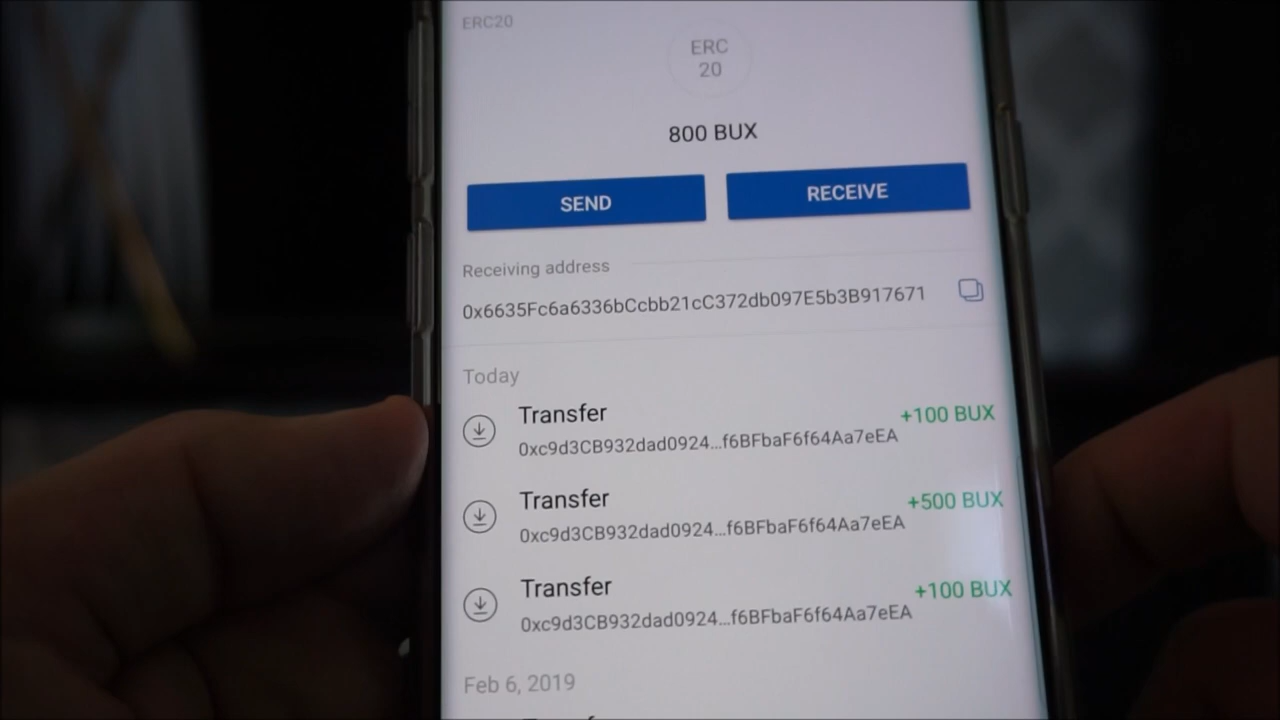 ERC20
ERC
20
800 BUX
SEND
RECEIVE
Receiving address
0x6635Fc6a6336bCcbb21cC372db097E5b3B917671
Today
Transfer
+100 BUX
0xc9d3CB932dad0924...f6BFbaF6f64Aa7eEA
Transfer
+500 BUX
0xc9d3CB932dad0924...f6BFbaF6f64Aa7eEA
Transfer
+100 BUX
0xc9d3CB932dad0924...f6BFbaF6f64Aa7eEA
Feb 6, 2019